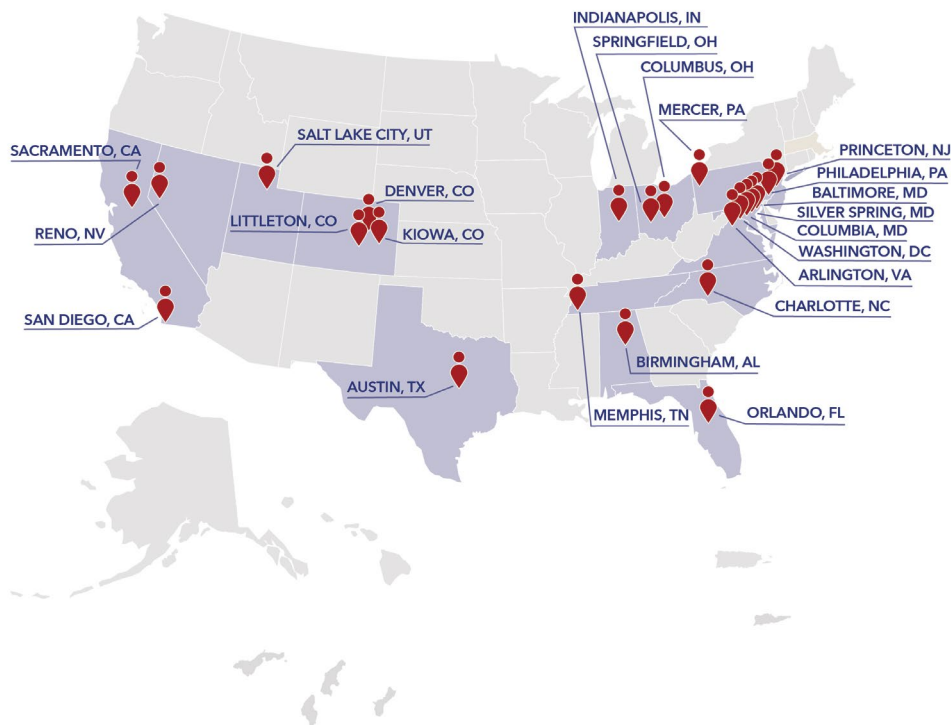 INDIANAPOLIS, IN
SPRINGFIELD, OH
COLUMBUS, OH
MERCER, PA
SALT LAKE CITY, UT
SACRAMENTO, CA
PRINCETON, NJ
PHILADELPHIA, PA
DENVER, CO
BALTIMORE, MD
SILVER SPRING, MD
LITTLETON, CO
KIOWA, CO
COLUMBIA, MD
RENO, NV
WASHINGTON, DC
ARLINGTON, VA
CHARLOTTE, NC
SAN DIEGO, CA
BIRMINGHAM, AL
AUSTIN, TX
MEMPHIS, TN
ORLANDO, FL